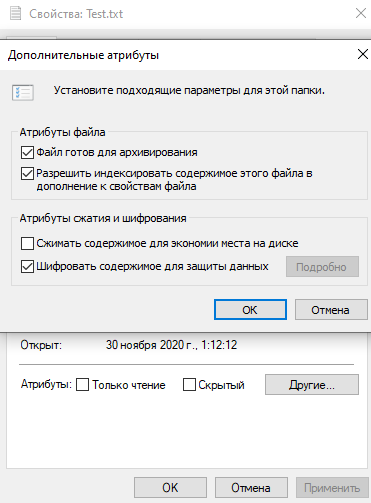 Свойства: Test.txt
Дополнительные атрибуты
Установите подходящие параметры для этой папки.
Атрибуты файла
Файл готов для архивирования
Разрешить индексировать содержимое этого файла в
дополнение к свойствам файла
Атрибуты сжатия и шифрования
Сжимать содержимое для экономии места на диске
Шифровать содержимое для защиты данных Подробно
OK Отмена
Открыт: 30 ноября 2020 г., 1:12:12
Атрибуты: Только чтение Скрытый Другие...
OK Отмена Применить